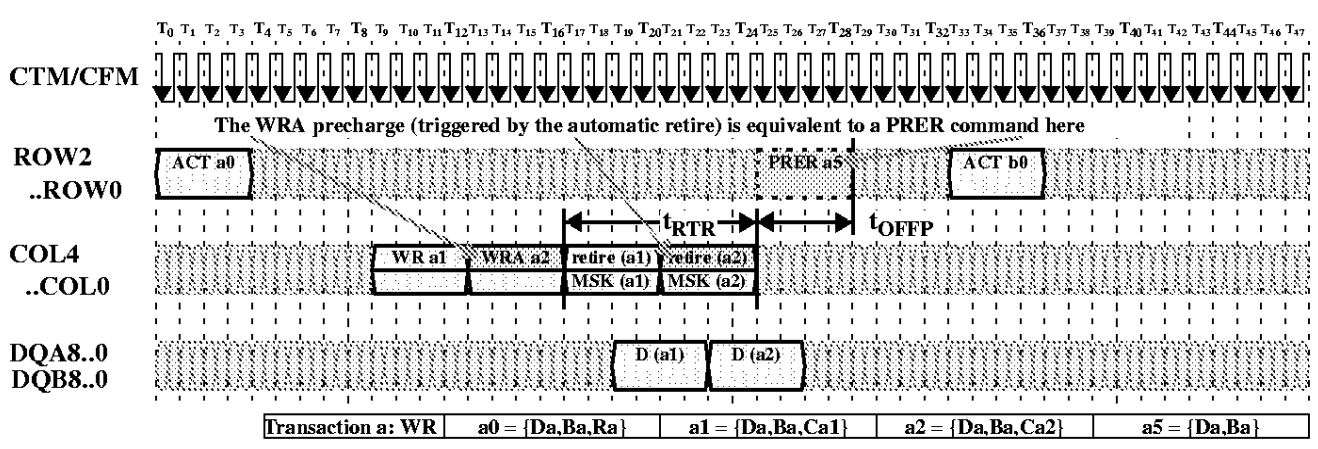 T0 T1 T2 T3 T4 T5 T6 T7 T8 T9 T10 T11 T12 T13 T14 T15 T16 T17 T18 T19 T20 T21 T22 T23 T24 T25 T26 T27 T28 T29 T30 T31 T32 T33 T34 T35 T36 T37 T38 T39 T40 T41 T42 T43 T44 T45 T46 T47
CTM/CFM
The WRA precharge (triggered by the automatic retire) is equivalent to a PRER command here
ROW2
..ROW0
ACT a0
PRER a5
ACT b0
tRTR
tOFFP
COL4
..COL0
WR a1
WRA a2
retire (a1)
retire (a2)
MSK (a1)
MSK (a2)
DQA8..0
DQB8..0
D (a1)
D (a2)
Transaction a: WR
a0 = {Da,Ba,Ra}
a1 = {Da,Ba,Ca1}
a2 = {Da,Ba,Ca2}
a5 = {Da,Ba}